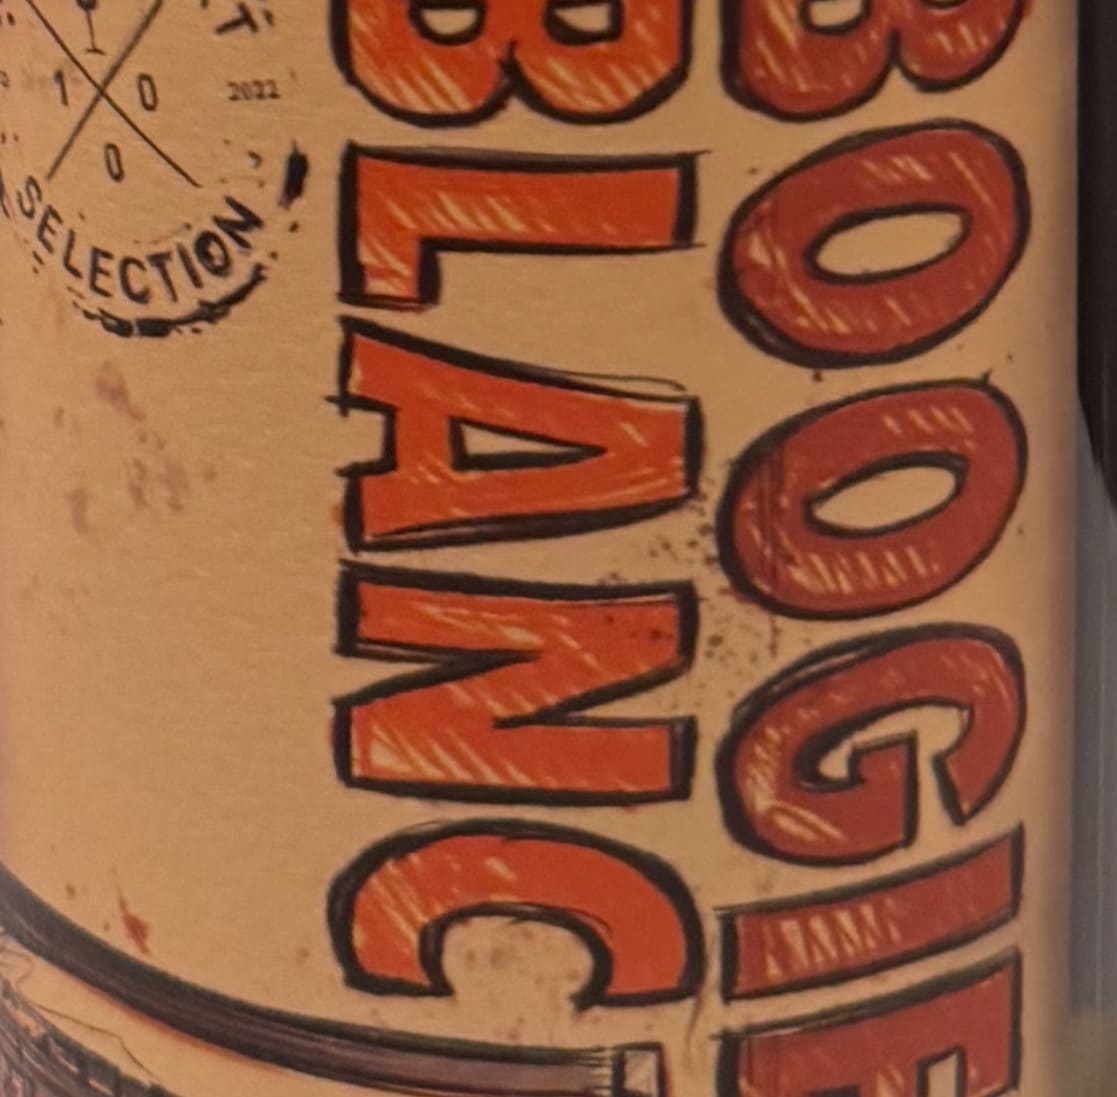 BOOGIE
BLANC
2022
1 0
0
SELECTION